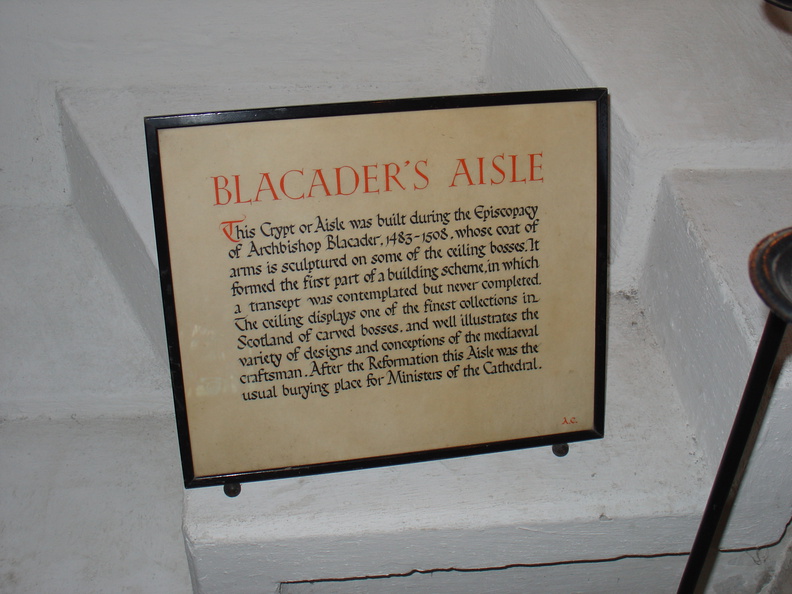 BLACADER'S AISLE
This Crypt or Aisle was built during the Episcopacy
of Archbishop Blacader, 1483-1508, whose coat of
arms is sculptured on some of the ceiling bosses. It
formed the first part of a building scheme, in which
a transept was contemplated but never completed.
The ceiling displays one of the finest collections in
Scotland of carved bosses, and well illustrates the
variety of designs and conceptions of the mediaeval
craftsman. After the Reformation this Aisle was the
usual burying place for Ministers of the Cathedral.
A.C.